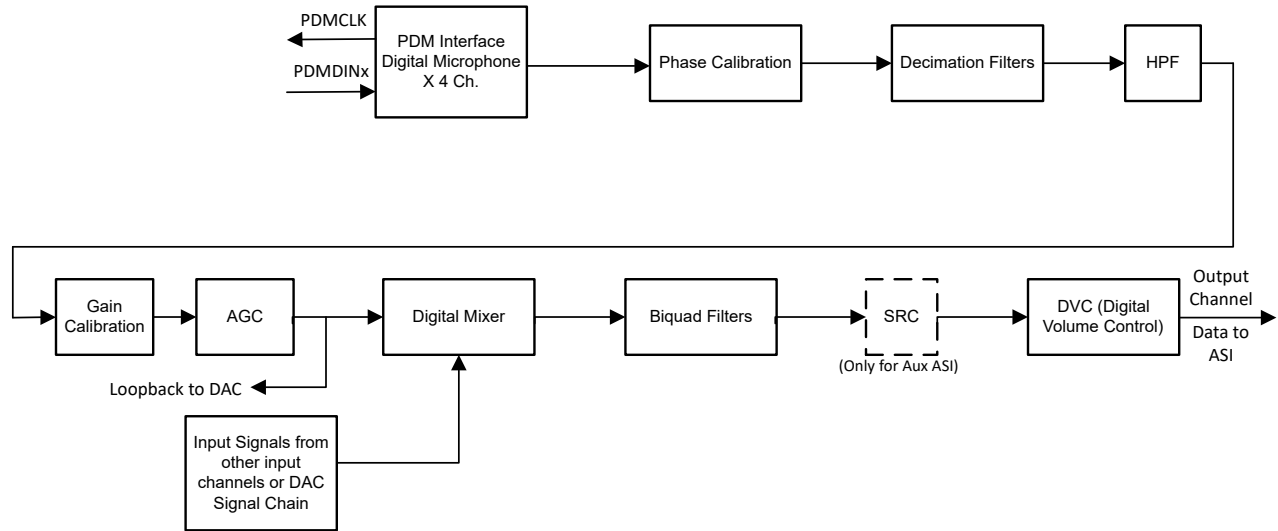 PDMCLK
PDMDINx
PDM Interface
Digital Microphone
X 4 Ch.
Phase Calibration
Decimation Filters
HPF
Gain
Calibration
AGC
Digital Mixer
Biquad Filters
SRC
(Only for Aux ASI)
DVC (Digital
Volume Control)
Output
Channel
Data to
ASI
Loopback to DAC
Input Signals from
other input
channels or DAC
Signal Chain